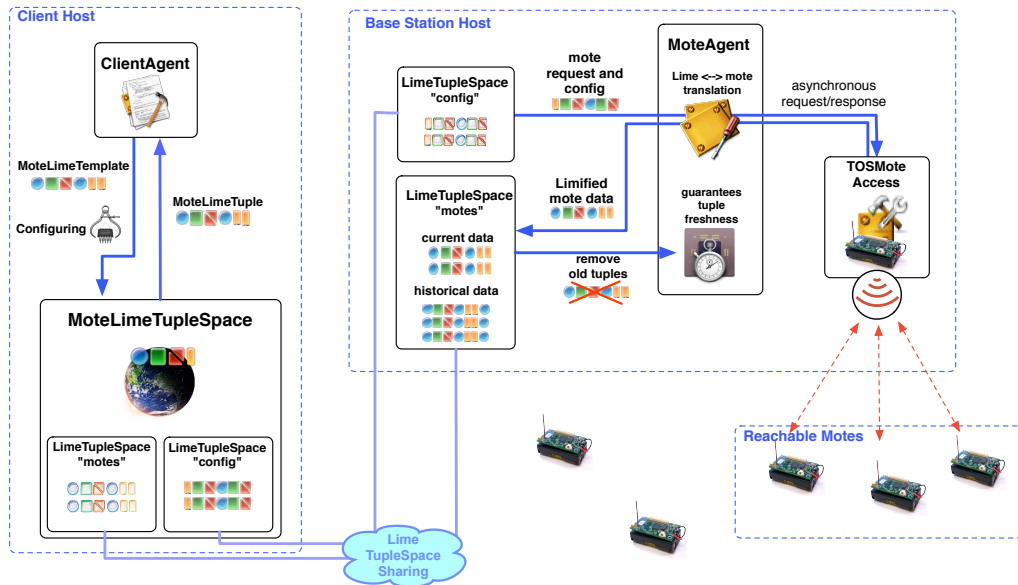 Client Host
ClientAgent
MoteLimeTemplate
MoteLimeTuple
Configuring
MoteLimeTupleSpace
LimeTupleSpace
"motes"
LimeTupleSpace
"config"
Base Station Host
LimeTupleSpace
"config"
mote
request and
config
MoteAgent
Lime <--> mote
translation
asynchronous
request/response
TOSMote
Access
LimeTupleSpace
"motes"
current data
historical data
Limified
mote data
guarantees
tuple
freshness
remove
old tuples
Reachable Motes
Lime
TupleSpace
Sharing